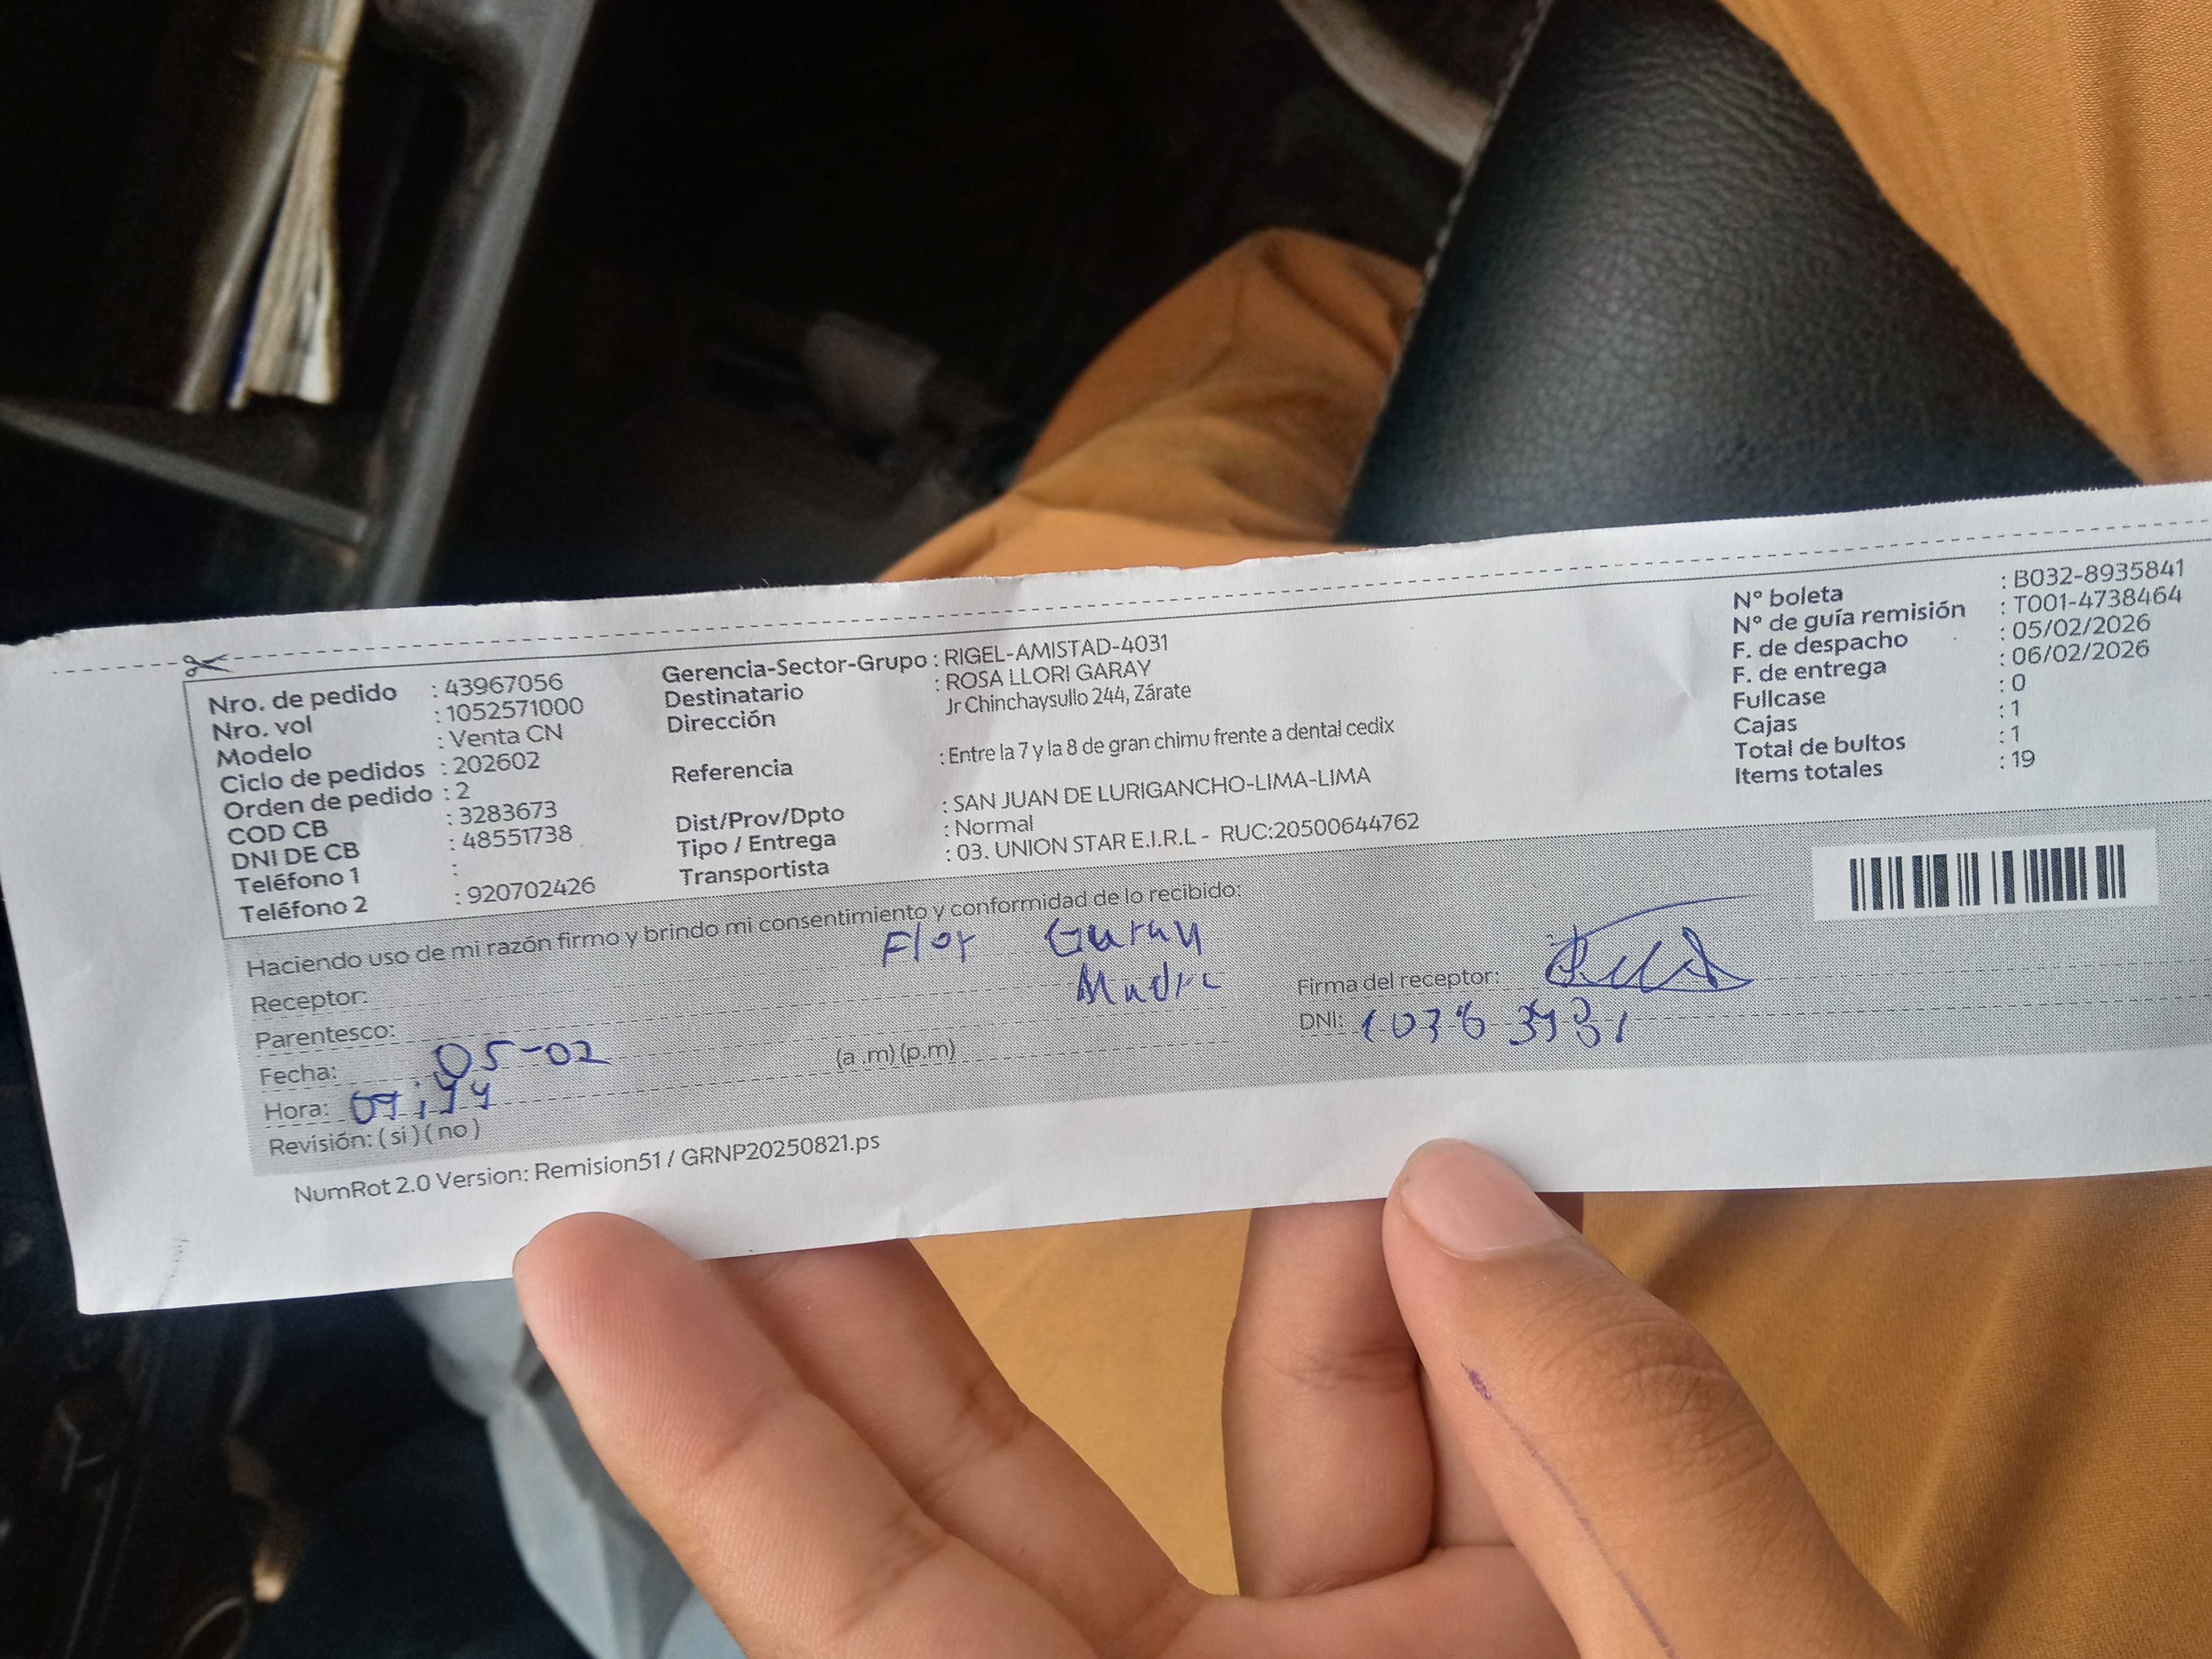 Nro. de pedido : 43967056
Nro. vol : 1052571000
Modelo : Venta CN
Ciclo de pedidos : 202602
Orden de pedido : 2
COD CB : 3283673
DNI DE CB : 48551738
Teléfono 1 :
Teléfono 2 : 920702426
Gerencia-Sector-Grupo : RIGEL-AMISTAD-4031
Destinatario : ROSA LLORI GARAY
Dirección Jr Chinchaysullo 244, Zárate
Referencia : Entre la 7 y la 8 de gran chimu frente a dental cedix
Dist/Prov/Dpto : SAN JUAN DE LURIGANCHO-LIMA-LIMA
Tipo / Entrega : Normal
Transportista : 03. UNION STAR E.I.R.L - RUC:20500644762
N° boleta : B032-8935841
N° de guía remisión : T001-4738464
F. de despacho : 05/02/2026
F. de entrega : 06/02/2026
Fullcase : 0
Cajas : 1
Total de bultos : 1
Items totales : 19
Haciendo uso de mi razón firmo y brindo mi consentimiento y conformidad de lo recibido:
Receptor: Flor Garay
Parentesco: Madre
Fecha: 05-02
Hora: (a .m) (p.m)
Revisión: ( si ) ( no )
Firma del receptor:
DNI:
NumRot 2.0 Version: Remision51 / GRNP20250821.ps